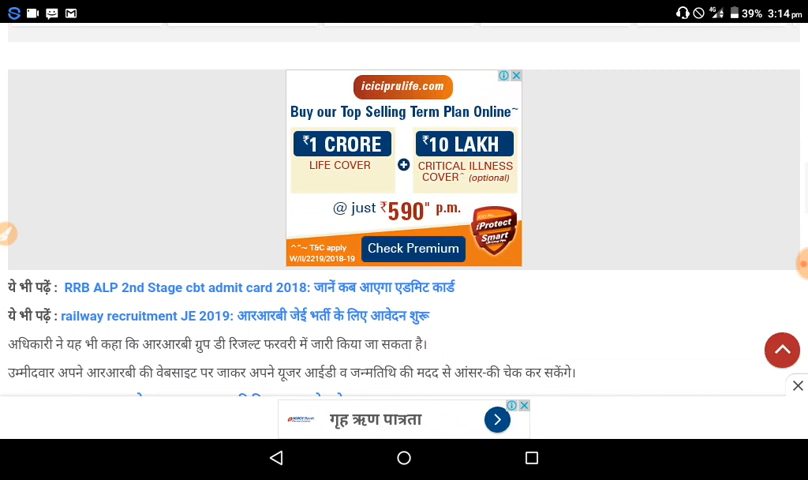 4G
39% 3:14 pm
iciciprulife.com
Buy our Top Selling Term Plan Online~
₹1 CRORE
LIFE COVER
₹10 LAKH
CRITICAL ILLNESS
COVER^ (optional)
@ just ₹590" p.m.
^"~ T&C apply
W/II/2219/2018-19
Check Premium
iProtect
Smart
ये भी पढ़ें : RRB ALP 2nd Stage cbt admit card 2018: जानें कब आएगा एडमिट कार्ड
ये भी पढ़ें : railway recruitment JE 2019: आरआरबी जेई भर्ती के लिए आवेदन शुरू
अधिकारी ने यह भी कहा कि आरआरबी ग्रुप डी रिजल्ट फरवरी में जारी किया जा सकता है।
उम्मीदवार अपने आरआरबी की वेबसाइट पर जाकर अपने यूजर आईडी व जन्मतिथि की मदद से आंसर-की चेक कर सकेंगे।
गृह ऋण पात्रता